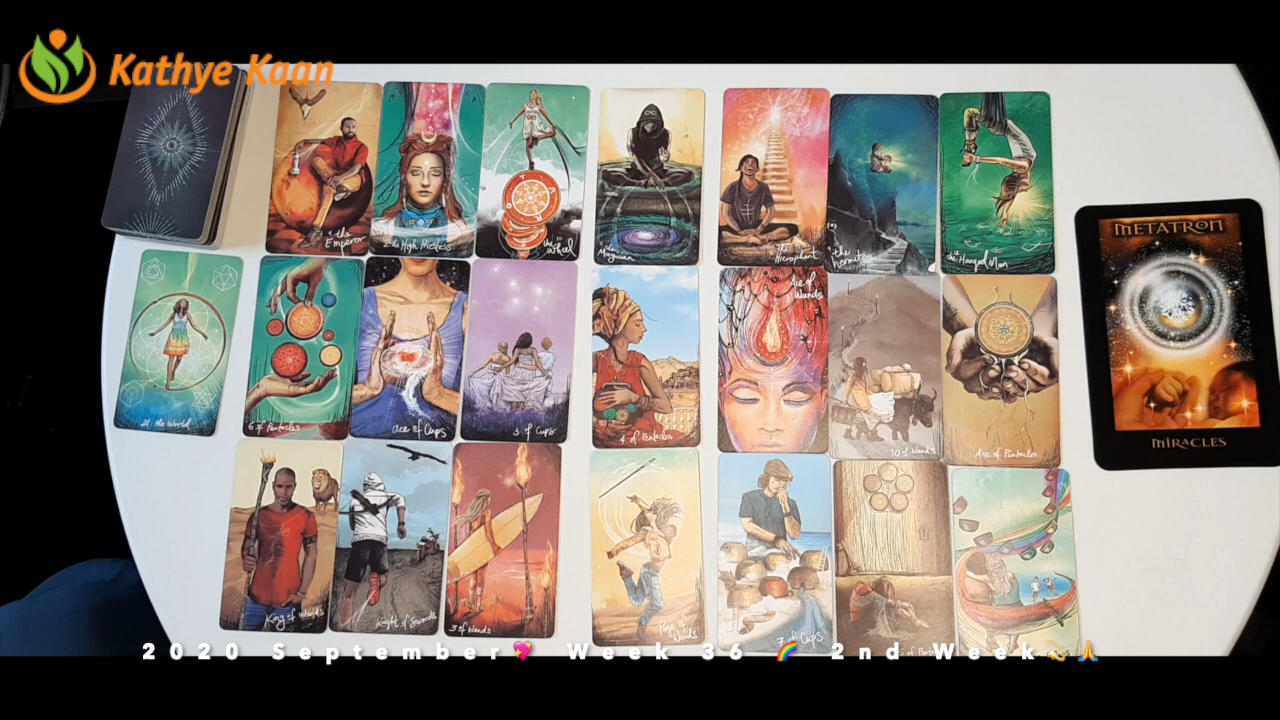 Kathye Kaan
4 the Emperor
2 the High Priestess
the Wheel
the Magician
the Hierophant
the hermit
the Hanged Man
METATRON
MIRACLES
21 the World
6 of Pentacles
ace of Cups
3 of Cups
4 of Pentacles
Ace of Wands
10 of Wands
Ace of Pentacles
King of Wands
Knight of Swords
3 of Wands
Page of Wands
7 of Cups
2020 September💖 Week 36 🌈 2nd Week💫🙏